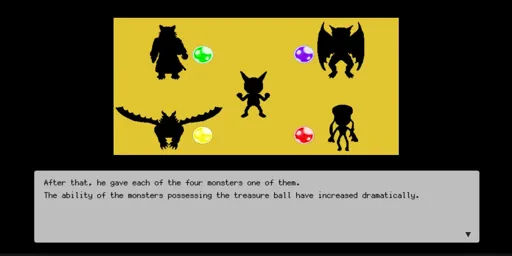 After that, he gave each of the four monsters one of them.
The ability of the monsters possessing the treasure ball have increased dramatically.